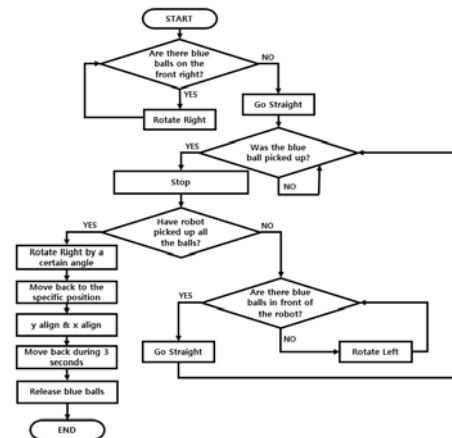 START
Are there blue
balls on the
front right?
NO
YES
Rotate Right
Go Straight
Was the blue
ball picked up?
YES
NO
Stop
Have robot
picked up all
the balls?
YES
NO
Rotate Right by a
certain angle
Move back to the
specific position
y align & x align
Move back during 3
seconds
Release blue balls
END
Are there blue
balls in front of
the robot?
YES
NO
Go Straight
Rotate Left